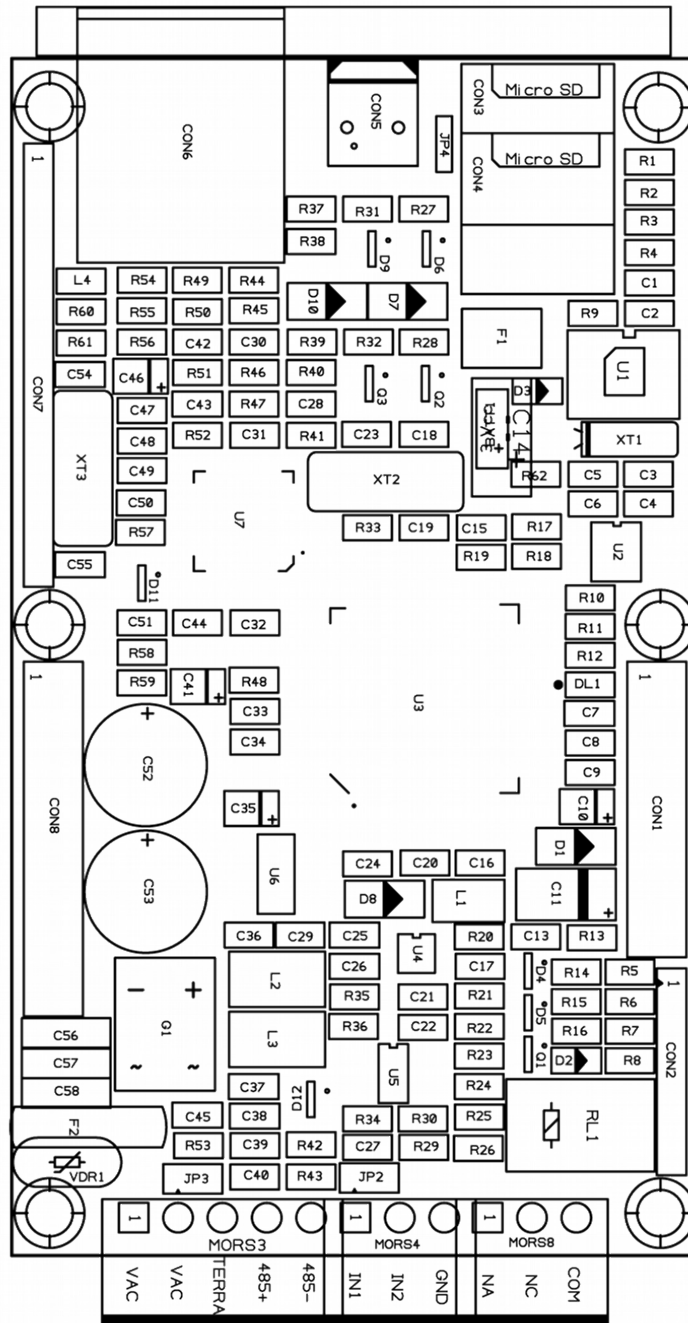 CON6
CON5
JP4
CON3
Micro SD
CON4
Micro SD
R1
R2
R3
R4
C1
C2
R9
R37
R31
R27
R38
D9
D6
L4
R54
R49
R44
D10
D7
R60
R55
R50
R45
R61
R56
C42
C30
R39
R32
R28
F1
U1
C54
C46
+
R51
R46
R40
Q3
Q2
D3
C47
C43
R47
C28
C14
+
+
XT1
C48
R52
C31
R41
C23
C18
XT3
C49
XT2
R62
C5
C3
C50
C6
C4
R57
U7
R33
C19
C15
R17
R19
R18
U2
C55
D11
1
CON7
R10
R11
R12
DL1
C7
C8
C9
C10
+
C51
C44
C32
R58
R59
C41
+
R48
C33
C34
U3
1
CON8
1
CON1
+
C52
+
C53
C35
+
U6
C24
C20
C16
D1
D8
L1
C11
+
C36
C29
C25
U4
R20
C13
R13
C26
C17
D4
R14
R5
L2
R35
C21
R21
D5
R15
R6
- +
G1
~ ~
L3
R36
C22
R22
Q1
R16
R7
R23
D2
R8
CON2
C56
C57
C58
U5
C37
D12
R24
RL1
F2
C45
C38
R34
R30
R25
R53
C39
R42
C27
R29
R26
VDR1
JP3
C40
R43
JP2
1
1
1
MORS3
MORS4
MORS8
VAC
VAC
TERRA
485+
485-
IN1
IN2
GND
NA
NC
COM